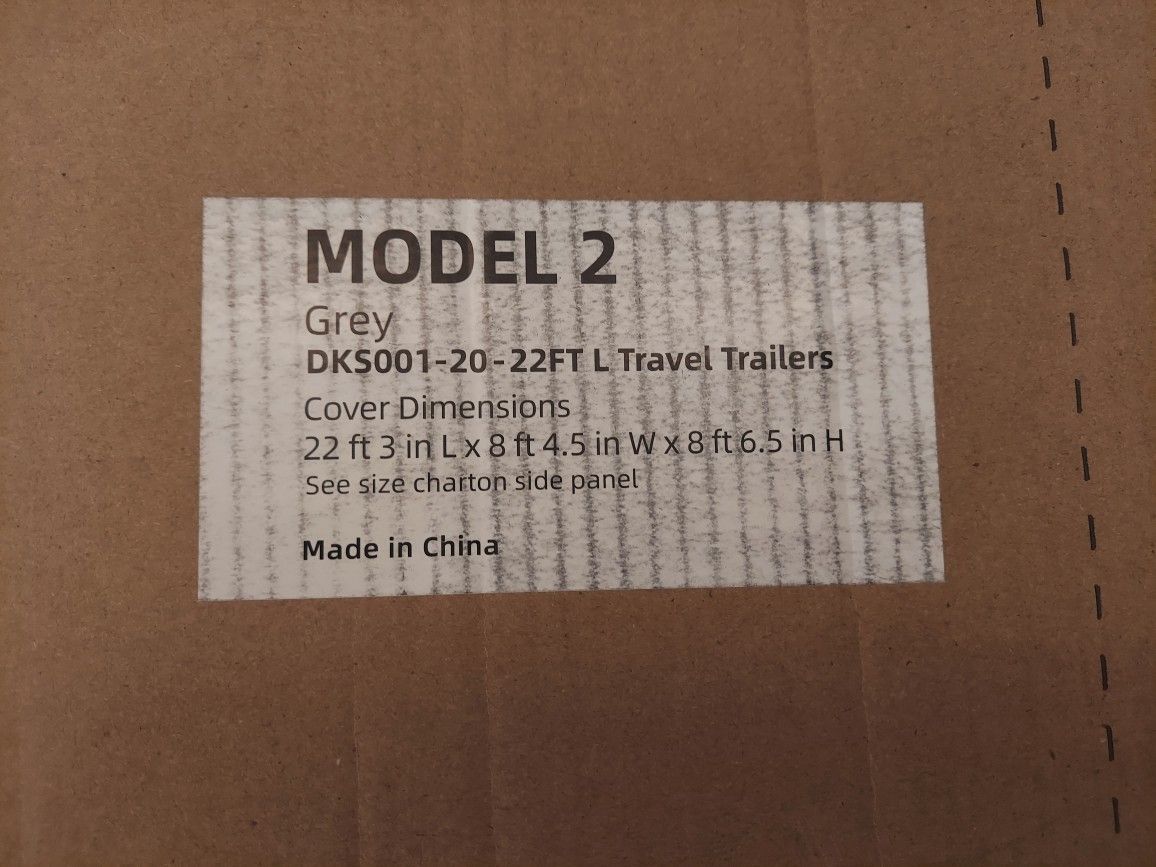 MODEL 2
Grey
DKS001-20-22FT L Travel Trailers
Cover Dimensions
22 ft 3 in L x 8 ft 4.5 in W x 8 ft 6.5 in H
See size charton side panel
Made in China